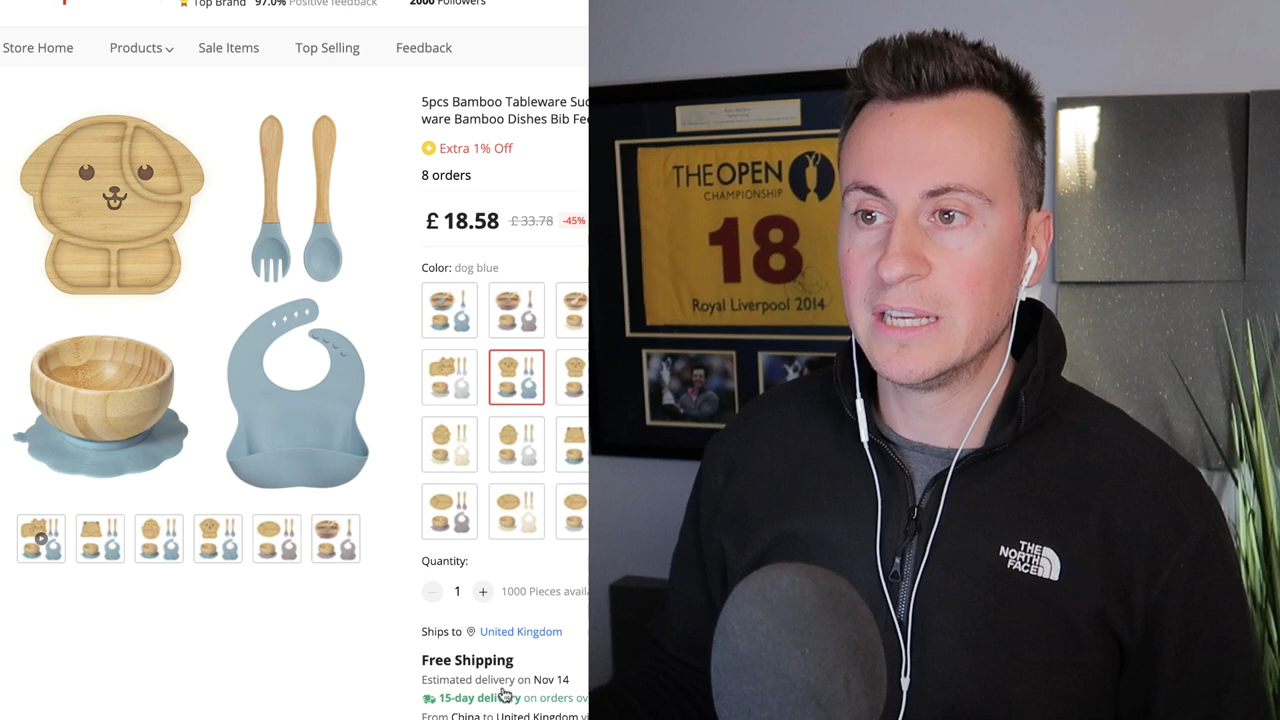 Top Brand 97.0% Positive feedback
2000 Followers
Store Home Products Sale Items Top Selling Feedback
5pcs Bamboo Tableware Suc
ware Bamboo Dishes Bib Fee
Extra 1% Off
8 orders
£ 18.58 £ 33.78 -45%
Color: dog blue
Quantity:
1 1000 Pieces availa
Ships to United Kingdom
Free Shipping
Estimated delivery on Nov 14
15-day delivery on orders ov
From China to United Kingdom vi
THE OPEN
CHAMPIONSHIP
18
Royal Liverpool 2014
THE
NORTH
FACE